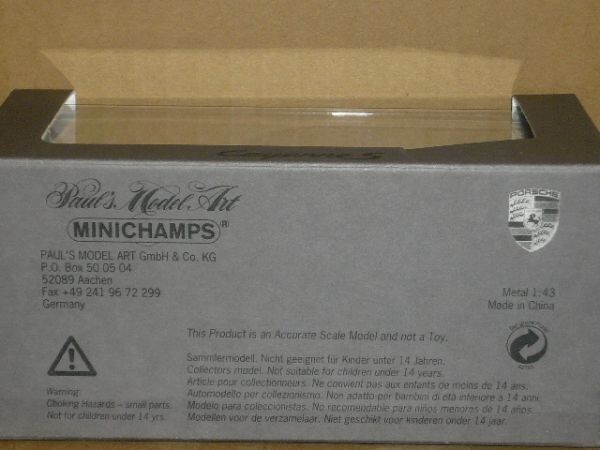 Cayenne S
Paul's Model Art
MINICHAMPS®
PAUL'S MODEL ART GmbH & Co. KG
P.O. Box 50 05 04
52089 Aachen
Fax +49 241 96 72 299
Germany
PORSCHE
Metal 1:43
Made in China
This Product is an Accurate Scale Model and not a Toy.
Der Grüne Punkt
Warning:
Choking Hazards – small parts.
Not for children under 14 yrs.
Sammlermodell. Nicht geeignet für Kinder unter 14 Jahren.
Collectors model. Not suitable for children under 14 years.
Article pour collectionneurs. Ne convient pas aux enfants de moins de 14 ans.
Automodello per collezionismo. Non adatto per bambini di età inferiore a 14 anni.
Modelo para coleccionistas. No recomendable para niños menores de 14 años.
Modellen voor de verzamelaar. Niet geschikt voor kinderen onder 14 jaar.